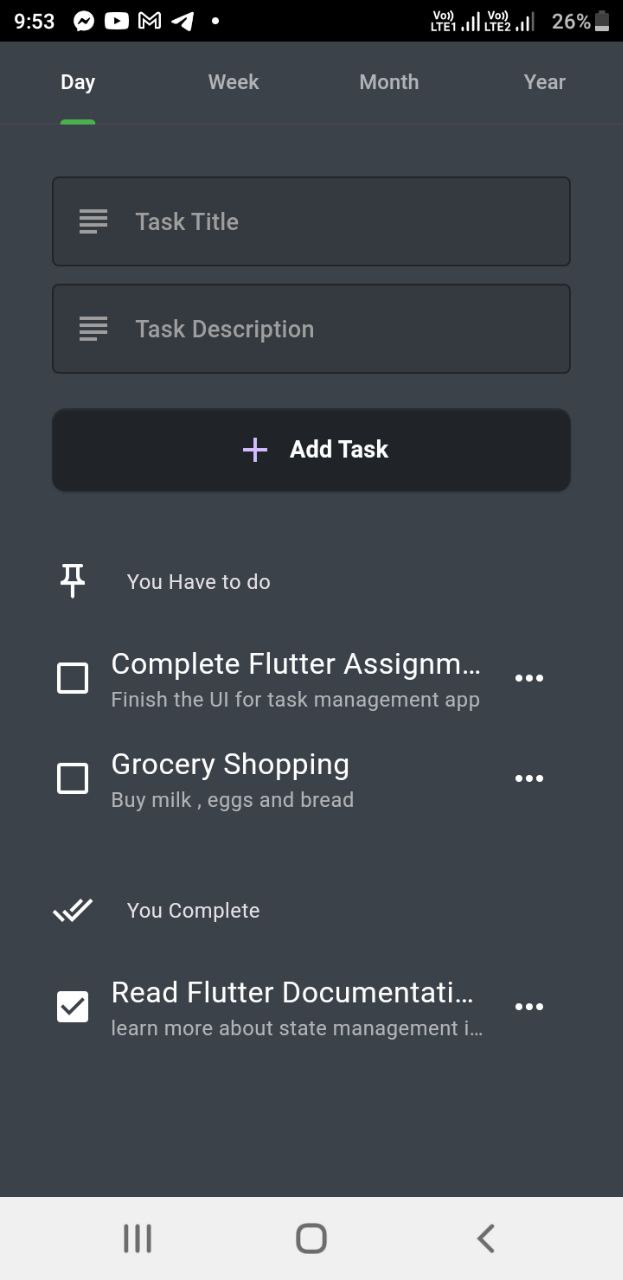 9:53
Vo)) Vo))
LTE1 LTE2 26%
Day Week Month Year
Task Title
Task Description
Add Task
You Have to do
Complete Flutter Assignm...
Finish the UI for task management app
Grocery Shopping
Buy milk , eggs and bread
You Complete
Read Flutter Documentati...
learn more about state management i...